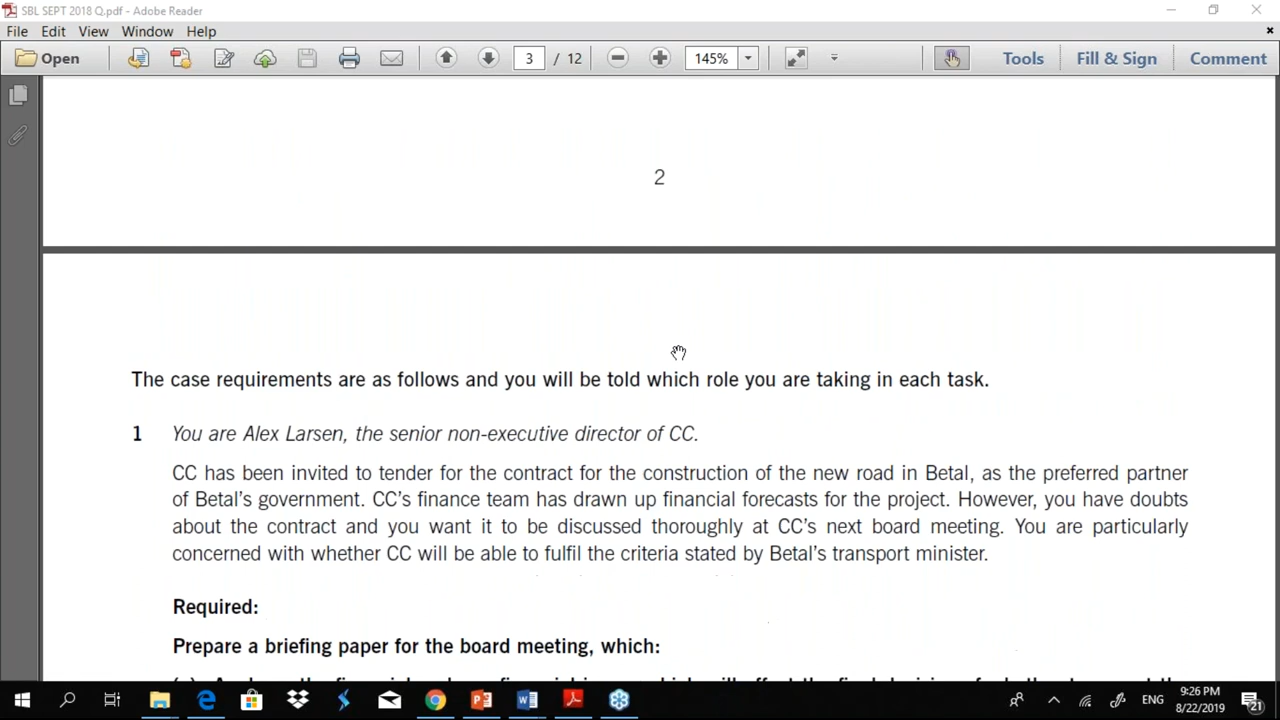 SBL SEPT 2018 Q.pdf - Adobe Reader
File Edit View Window Help
Open 3 / 12 145% Tools Fill & Sign Comment
2
The case requirements are as follows and you will be told which role you are taking in each task.
1 You are Alex Larsen, the senior non-executive director of CC.
CC has been invited to tender for the contract for the construction of the new road in Betal, as the preferred partner
of Betal's government. CC's finance team has drawn up financial forecasts for the project. However, you have doubts
about the contract and you want it to be discussed thoroughly at CC's next board meeting. You are particularly
concerned with whether CC will be able to fulfil the criteria stated by Betal's transport minister.
Required:
Prepare a briefing paper for the board meeting, which:
ENG
9:26 PM
8/22/2019
21